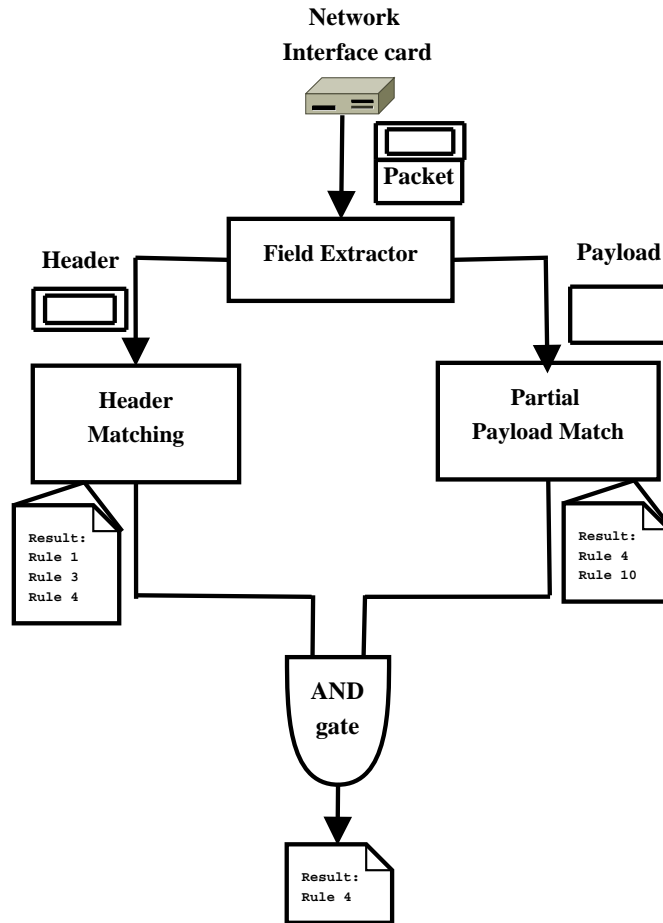 Network
Interface card
Packet
Field Extractor
Header
Payload
Header
Matching
Partial
Payload Match
Result:
Rule 1
Rule 3
Rule 4
Result:
Rule 4
Rule 10
AND
gate
Result:
Rule 4